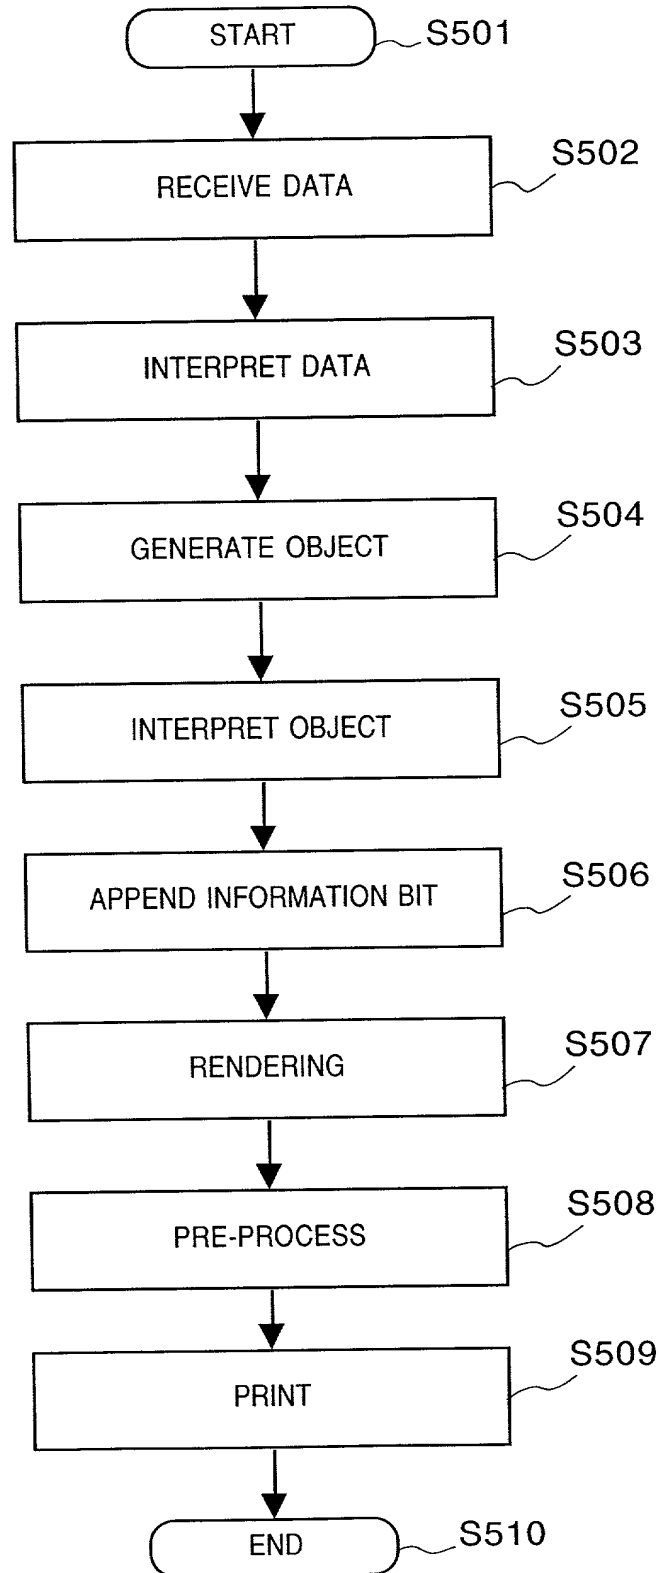 START
S501
RECEIVE DATA
S502
INTERPRET DATA
S503
GENERATE OBJECT
S504
INTERPRET OBJECT
S505
APPEND INFORMATION BIT
S506
RENDERING
S507
PRE-PROCESS
S508
PRINT
S509
END
S510